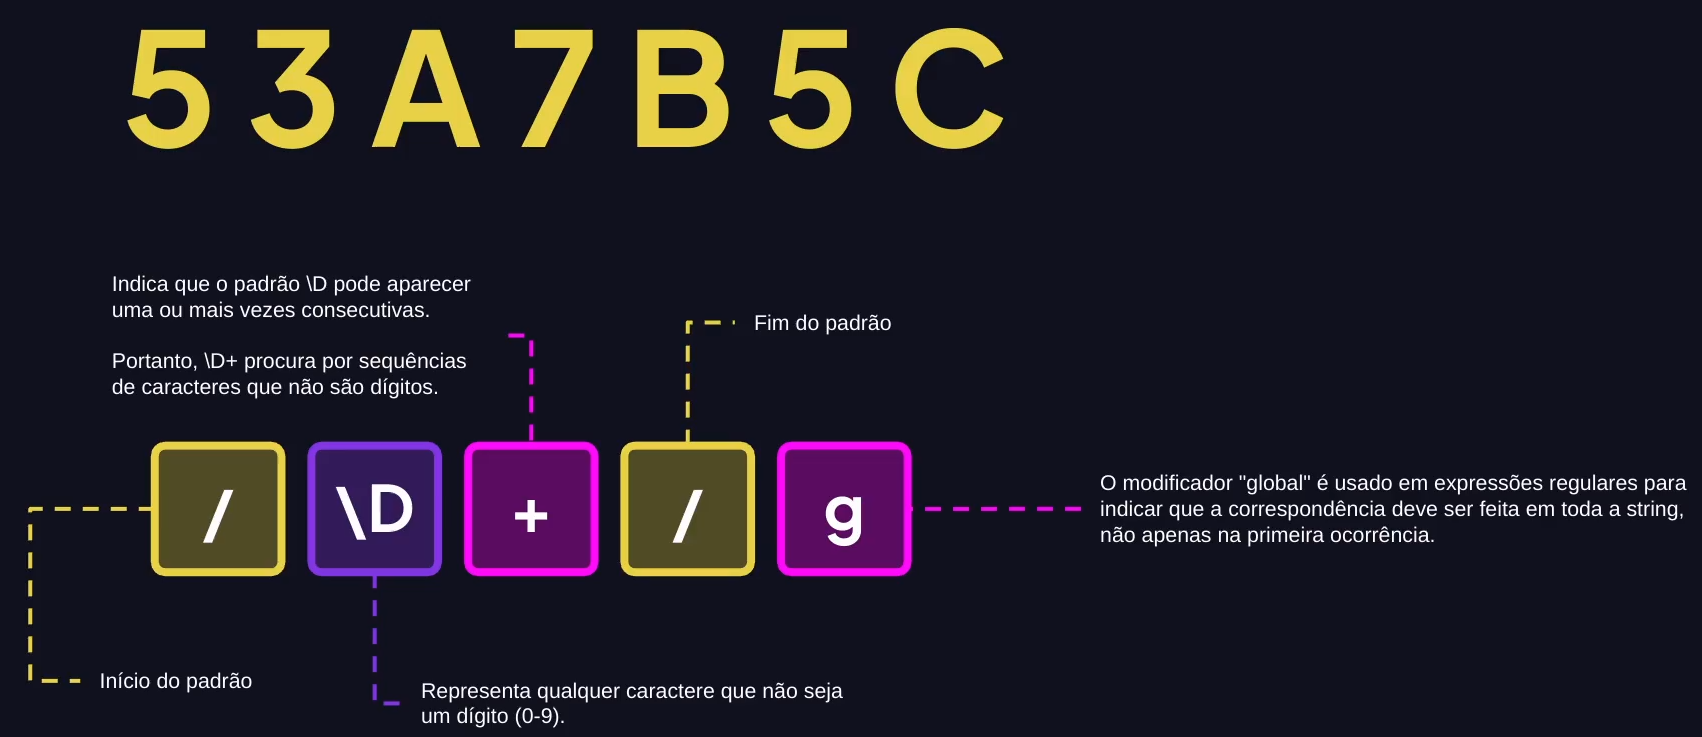 53A7B5C
Indica que o padrão \D pode aparecer
uma ou mais vezes consecutivas.
Portanto, \D+ procura por sequências
de caracteres que não são dígitos.
Fim do padrão
/ \D + / g
O modificador "global" é usado em expressões regulares para
indicar que a correspondência deve ser feita em toda a string,
não apenas na primeira ocorrência.
Início do padrão
Representa qualquer caractere que não seja
um dígito (0-9).